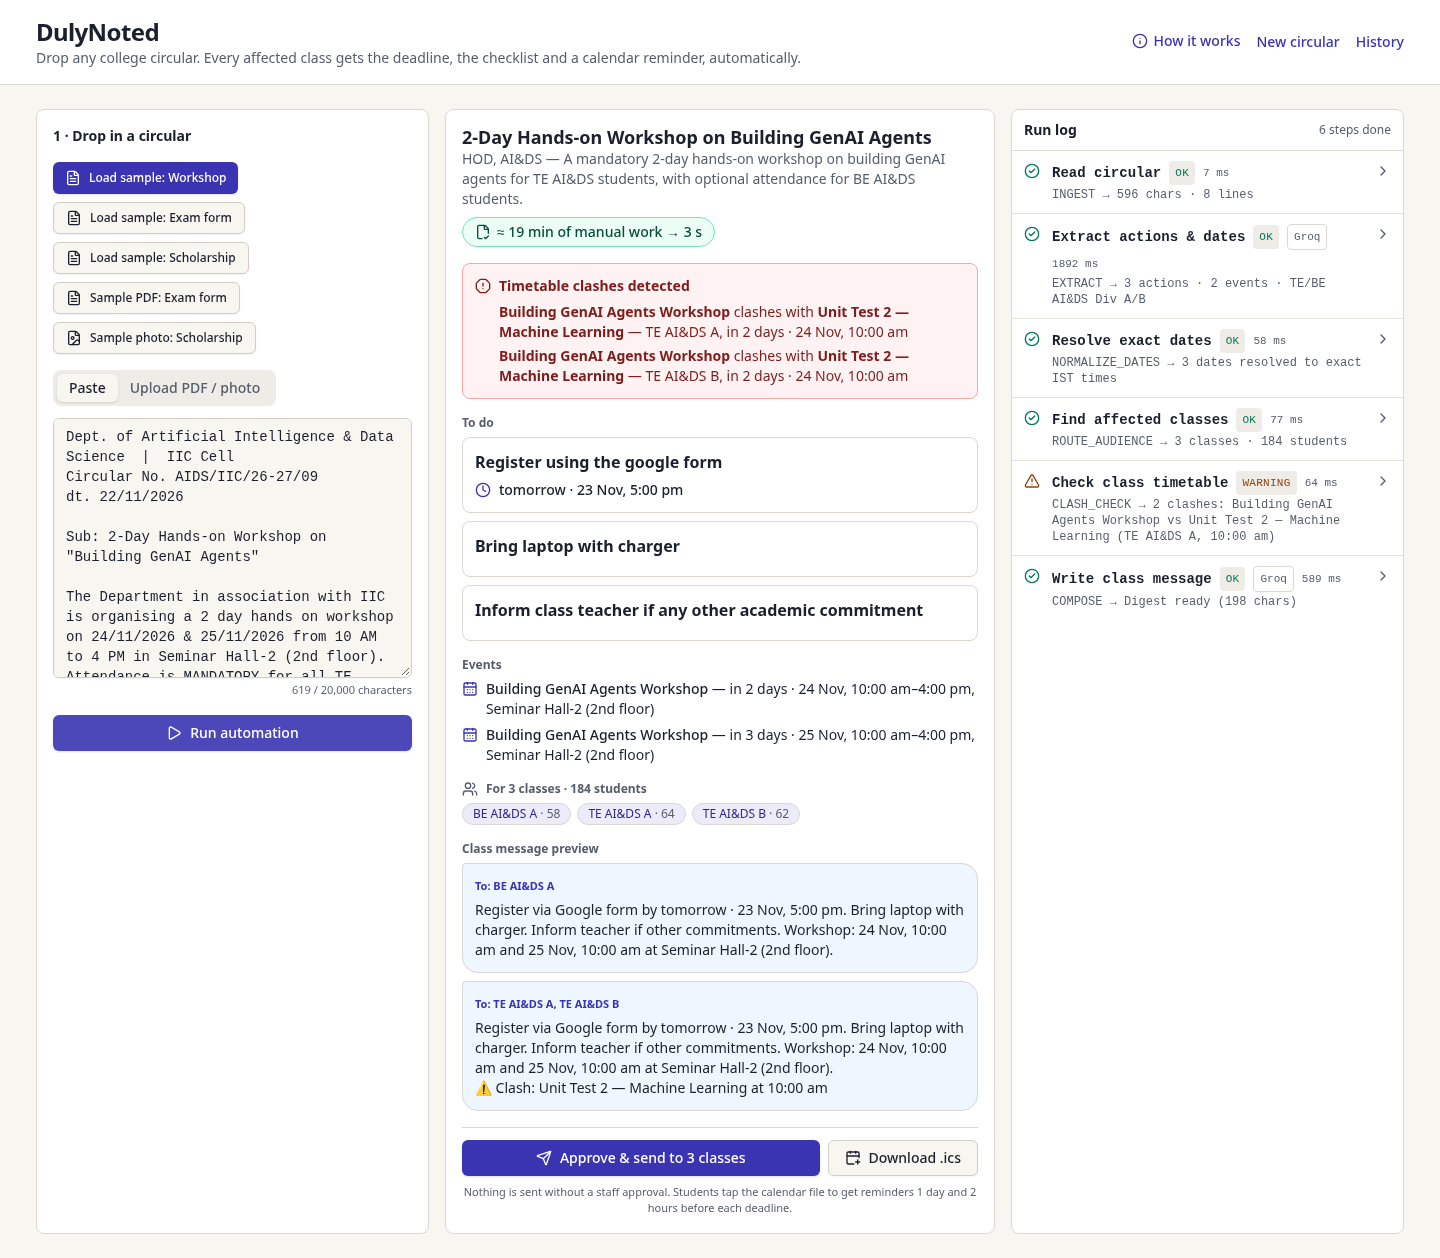 DulyNoted
Drop any college circular. Every affected class gets the deadline, the checklist and a calendar reminder, automatically.
How it works
New circular
History
1 · Drop in a circular
Load sample: Workshop
Load sample: Exam form
Load sample: Scholarship
Sample PDF: Exam form
Sample photo: Scholarship
Paste
Upload PDF / photo
Dept. of Artificial Intelligence & Data
Science | IIC Cell
Circular No. AIDS/IIC/26-27/09
dt. 22/11/2026
Sub: 2-Day Hands-on Workshop on
"Building GenAI Agents"
The Department in association with IIC
is organising a 2 day hands on workshop
on 24/11/2026 & 25/11/2026 from 10 AM
to 4 PM in Seminar Hall-2 (2nd floor).
Attendance is MANDATORY for all TE
619 / 20,000 characters
Run automation
2-Day Hands-on Workshop on Building GenAI Agents
HOD, AI&DS — A mandatory 2-day hands-on workshop on building GenAI
agents for TE AI&DS students, with optional attendance for BE AI&DS
students.
≈ 19 min of manual work → 3 s
Timetable clashes detected
Building GenAI Agents Workshop clashes with Unit Test 2 —
Machine Learning — TE AI&DS A, in 2 days · 24 Nov, 10:00 am
Building GenAI Agents Workshop clashes with Unit Test 2 —
Machine Learning — TE AI&DS B, in 2 days · 24 Nov, 10:00 am
To do
Register using the google form
tomorrow · 23 Nov, 5:00 pm
Bring laptop with charger
Inform class teacher if any other academic commitment
Events
Building GenAI Agents Workshop — in 2 days · 24 Nov, 10:00 am–4:00 pm,
Seminar Hall-2 (2nd floor)
Building GenAI Agents Workshop — in 3 days · 25 Nov, 10:00 am–4:00 pm,
Seminar Hall-2 (2nd floor)
For 3 classes · 184 students
BE AI&DS A · 58
TE AI&DS A · 64
TE AI&DS B · 62
Class message preview
To: BE AI&DS A
Register via Google form by tomorrow · 23 Nov, 5:00 pm. Bring laptop with
charger. Inform teacher if other commitments. Workshop: 24 Nov, 10:00
am and 25 Nov, 10:00 am at Seminar Hall-2 (2nd floor).
To: TE AI&DS A, TE AI&DS B
Register via Google form by tomorrow · 23 Nov, 5:00 pm. Bring laptop with
charger. Inform teacher if other commitments. Workshop: 24 Nov, 10:00
am and 25 Nov, 10:00 am at Seminar Hall-2 (2nd floor).
⚠️ Clash: Unit Test 2 — Machine Learning at 10:00 am
Approve & send to 3 classes
Download .ics
Nothing is sent without a staff approval. Students tap the calendar file to get reminders 1 day and 2
hours before each deadline.
Run log
6 steps done
Read circular OK 7 ms
INGEST → 596 chars · 8 lines
Extract actions & dates OK Groq
1892 ms
EXTRACT → 3 actions · 2 events · TE/BE
AI&DS Div A/B
Resolve exact dates OK 58 ms
NORMALIZE_DATES → 3 dates resolved to exact
IST times
Find affected classes OK 77 ms
ROUTE_AUDIENCE → 3 classes · 184 students
Check class timetable WARNING 64 ms
CLASH_CHECK → 2 clashes: Building GenAI
Agents Workshop vs Unit Test 2 — Machine
Learning (TE AI&DS A, 10:00 am)
Write class message OK Groq 589 ms
COMPOSE → Digest ready (198 chars)